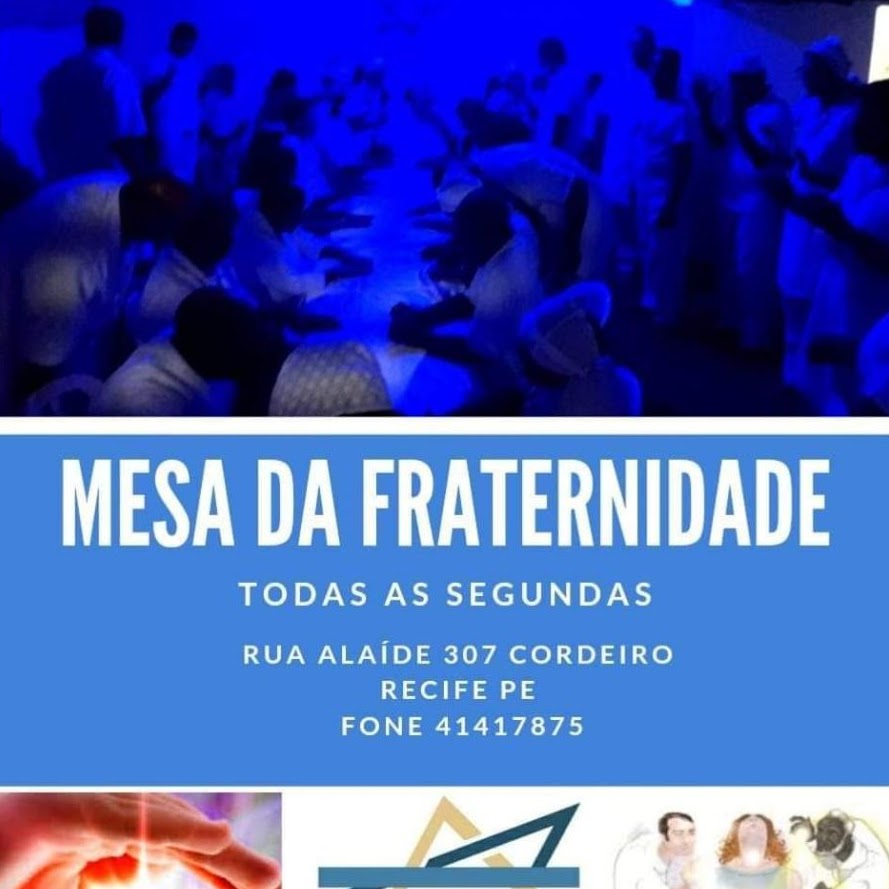 MESA DA FRATERNIDADE
TODAS AS SEGUNDAS
RUA ALAÍDE 307 CORDEIRO
RECIFE PE
FONE 41417875